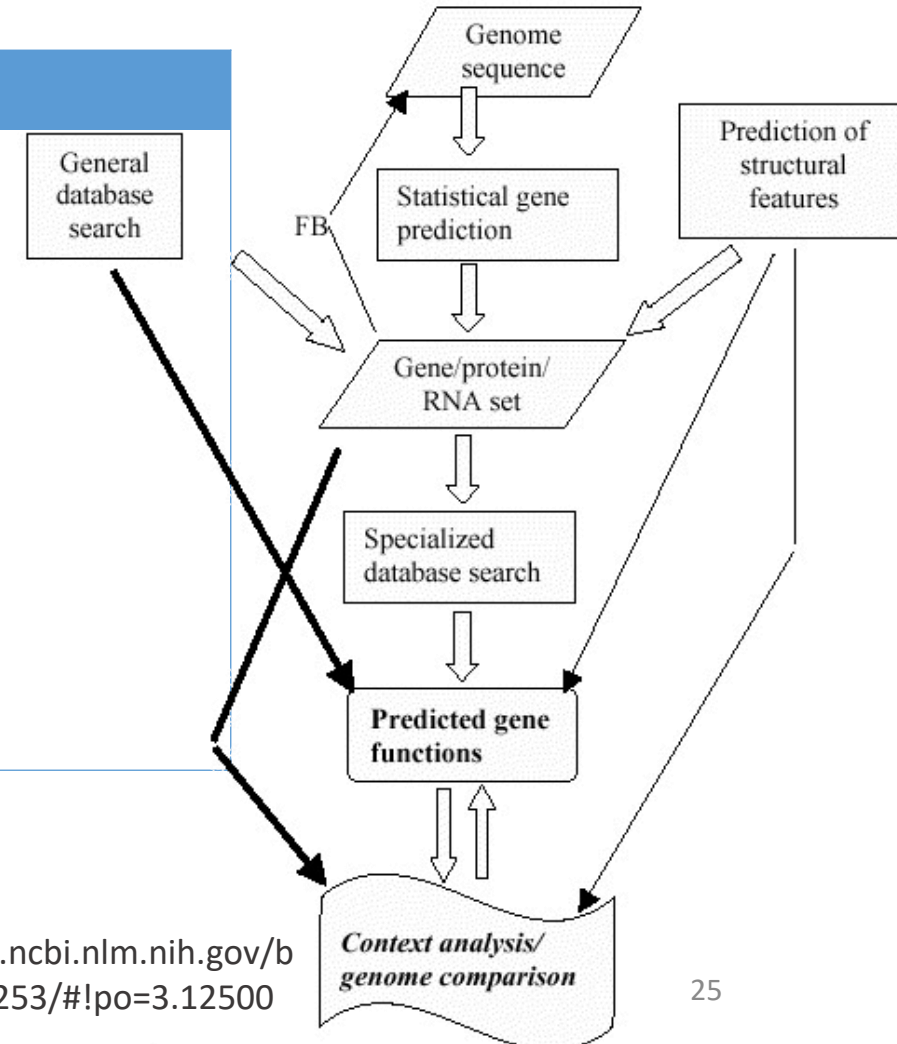 Genome
sequence
General
database
search
Statistical gene
prediction
Prediction of
structural
features
FB
Gene/protein/
RNA set
Specialized
database search
Predicted gene
functions
Context analysis/
genome comparison
.ncbi.nlm.nih.gov/b
253/#!po=3.12500
25